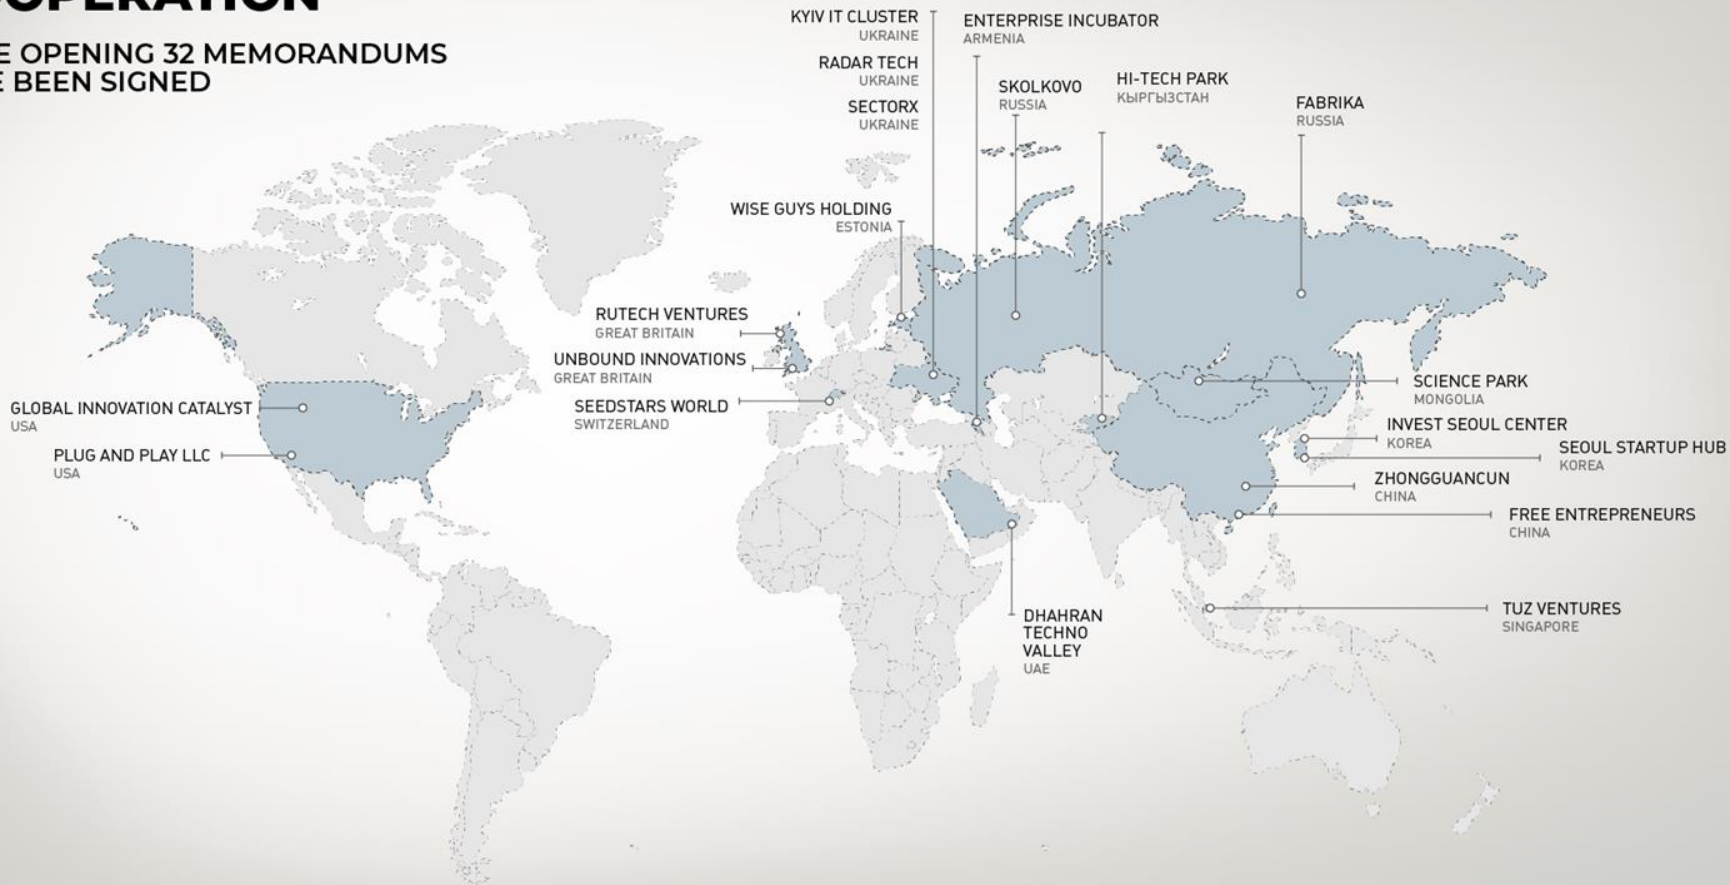 OPERATION
OPENING 32 MEMORANDUMS
BEEN SIGNED
KYIV IT CLUSTER
UKRAINE
RADAR TECH
UKRAINE
SECTORX
UKRAINE
ENTERPRISE INCUBATOR
ARMENIA
SKOLKOVO
RUSSIA
HI-TECH PARK
КЫРГЫЗСТАН
FABRIKA
RUSSIA
WISE GUYS HOLDING
ESTONIA
RUTECH VENTURES
GREAT BRITAIN
UNBOUND INNOVATIONS
GREAT BRITAIN
SEEDSTARS WORLD
SWITZERLAND
GLOBAL INNOVATION CATALYST
USA
PLUG AND PLAY LLC
USA
SCIENCE PARK
MONGOLIA
INVEST SEOUL CENTER
KOREA
SEOUL STARTUP HUB
KOREA
ZHONGGUANCUN
CHINA
FREE ENTREPRENEURS
CHINA
TUZ VENTURES
SINGAPORE
DHAHRAN
TECHNO
VALLEY
UAE